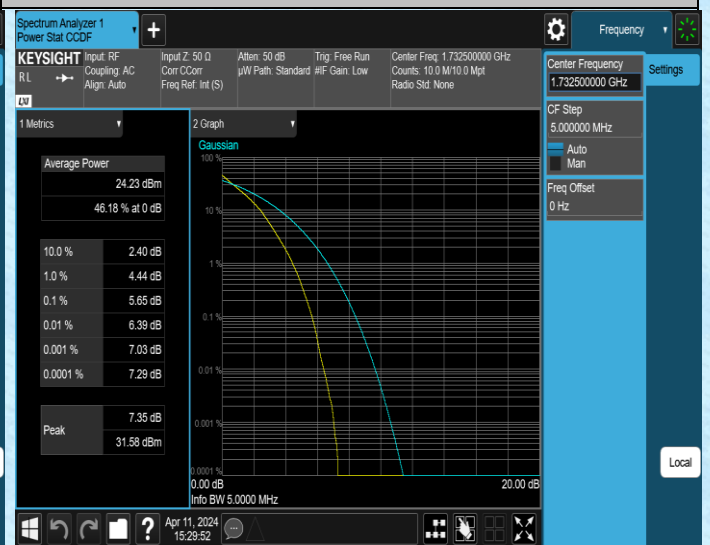 Spectrum Analyzer 1
Power Stat CCDF
Frequency
KEYSIGHT
RL
LXI
Input: RF
Coupling: AC
Align: Auto
Input Z: 50 Ω
Corr CCorr
Freq Ref: Int (S)
Atten: 50 dB
µW Path: Standard
Trig: Free Run
#IF Gain: Low
Center Freq: 1.732500000 GHz
Counts: 10.0 M/10.0 Mpt
Radio Std: None
Center Frequency
1.732500000 GHz
Settings
CF Step
5.000000 MHz
Auto
Man
Freq Offset
0 Hz
1 Metrics
Average Power
24.23 dBm
46.18 % at 0 dB
10.0 % 2.40 dB
1.0 % 4.44 dB
0.1 % 5.65 dB
0.01 % 6.39 dB
0.001 % 7.03 dB
0.0001 % 7.29 dB
Peak
7.35 dB
31.58 dBm
2 Graph
Gaussian
100 %
10 %
1 %
0.1 %
0.01 %
0.001 %
0.0001 %
0.00 dB 20.00 dB
Info BW 5.0000 MHz
Local
?
Apr 11, 2024
15:29:52